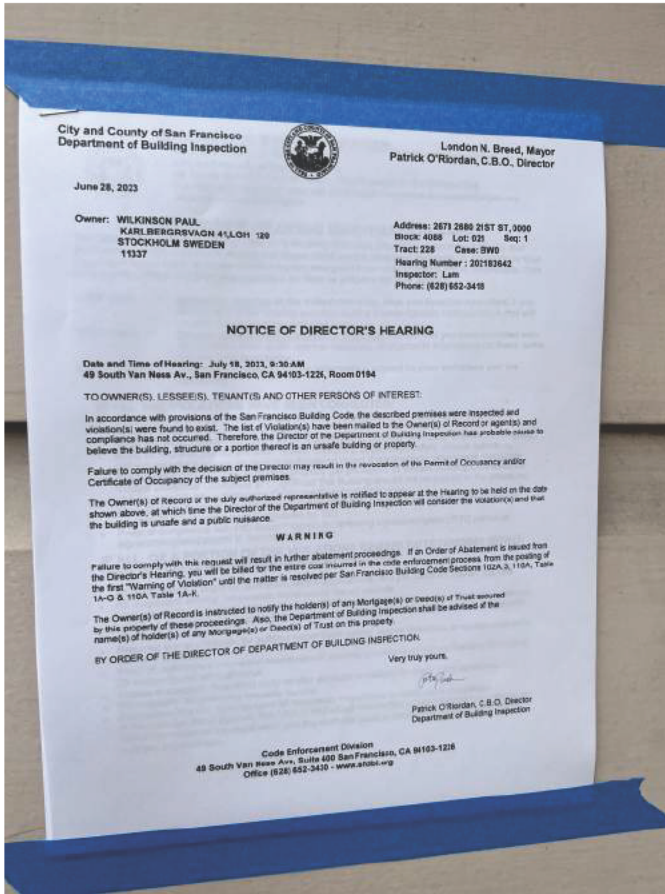 City and County of San Francisco
Department of Building Inspection
London N. Breed, Mayor
Patrick O'Riordan, C.B.O., Director
June 28, 2023
Owner: WILKINSON PAUL
KARLBERGRSVAGN 41,LGH 120
STOCKHOLM SWEDEN
11337
Address: 2673 2680 21ST ST, 0000
Block: 4088 Lot: 021 Seq: 1
Tract: 228 Case: BW0
Hearing Number : 202183642
Inspector: Lam
Phone: (628) 652-3418
NOTICE OF DIRECTOR'S HEARING
Date and Time of Hearing: July 18, 2023, 9:30 AM
49 South Van Ness Av., San Francisco, CA 94103-1226, Room 0194
TO OWNER(S), LESSEE(S), TENANT(S) AND OTHER PERSONS OF INTEREST:
In accordance with provisions of the San Francisco Building Code, the described premises were inspected and
violation(s) were found to exist. The list of Violation(s) have been mailed to the Owner(s) of Record or agent(s) and
compliance has not occurred. Therefore, the Director of the Department of Building Inspection has probable cause to
believe the building, structure or a portion thereof is an unsafe building or property.
Failure to comply with the decision of the Director may result in the revocation of the Permit of Occupancy and/or
Certificate of Occupancy of the subject premises.
The Owner(s) of Record or the duly authorized representative is notified to appear at the Hearing to be held on the date
shown above, at which time the Director of the Department of Building Inspection will consider the violation(s) and that
the building is unsafe and a public nuisance.
WARNING
Failure to comply with this request will result in further abatement proceedings. If an Order of Abatement is issued from
the Director's Hearing, you will be billed for the entire cost incurred in the code enforcement process, from the posting of
the first "Warning of Violation" until the matter is resolved per San Francisco Building Code Sections 102A.3, 110A, Table
1A-G & 110A Table 1A-K.
The Owner(s) of Record is instructed to notify the holder(s) of any Mortgage(s) or Deed(s) of Trust secured
by this property of these proceedings. Also, the Department of Building Inspection shall be advised of the
name(s) of holder(s) of any Mortgage(s) or Deed(s) of Trust on this property.
BY ORDER OF THE DIRECTOR OF DEPARTMENT OF BUILDING INSPECTION.
Very truly yours,
Patrick O'Riordan, C.B.O, Director
Department of Building Inspection
Code Enforcement Division
49 South Van Ness Ave, Suite 400 San Francisco, CA 94103-1226
Office (628) 652-3430 - www.sfdbi.org